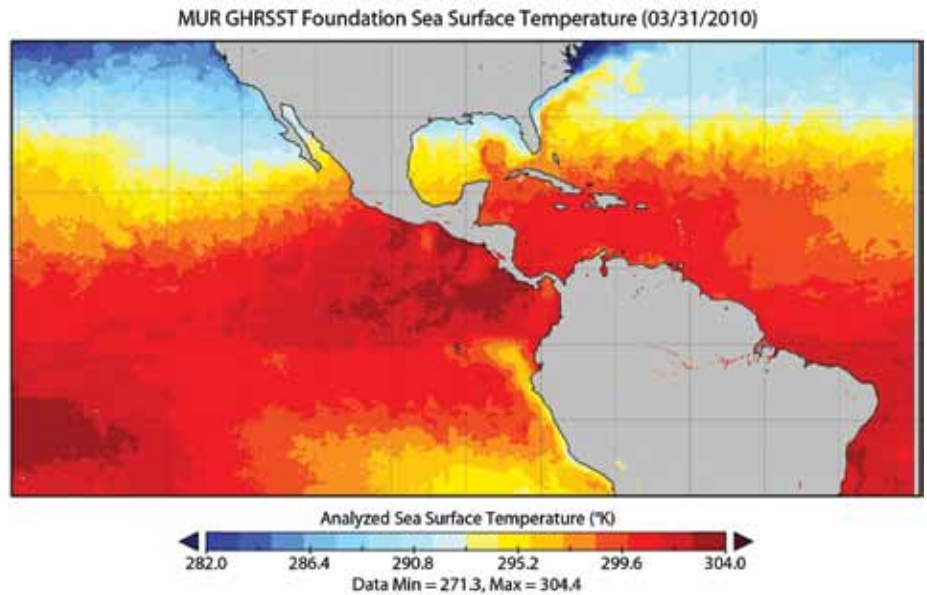 MUR GHRSST Foundation Sea Surface Temperature (03/31/2010)
Analyzed Sea Surface Temperature (°K)
282.0 286.4 290.8 295.2 299.6 304.0
Data Min = 271.3, Max = 304.4